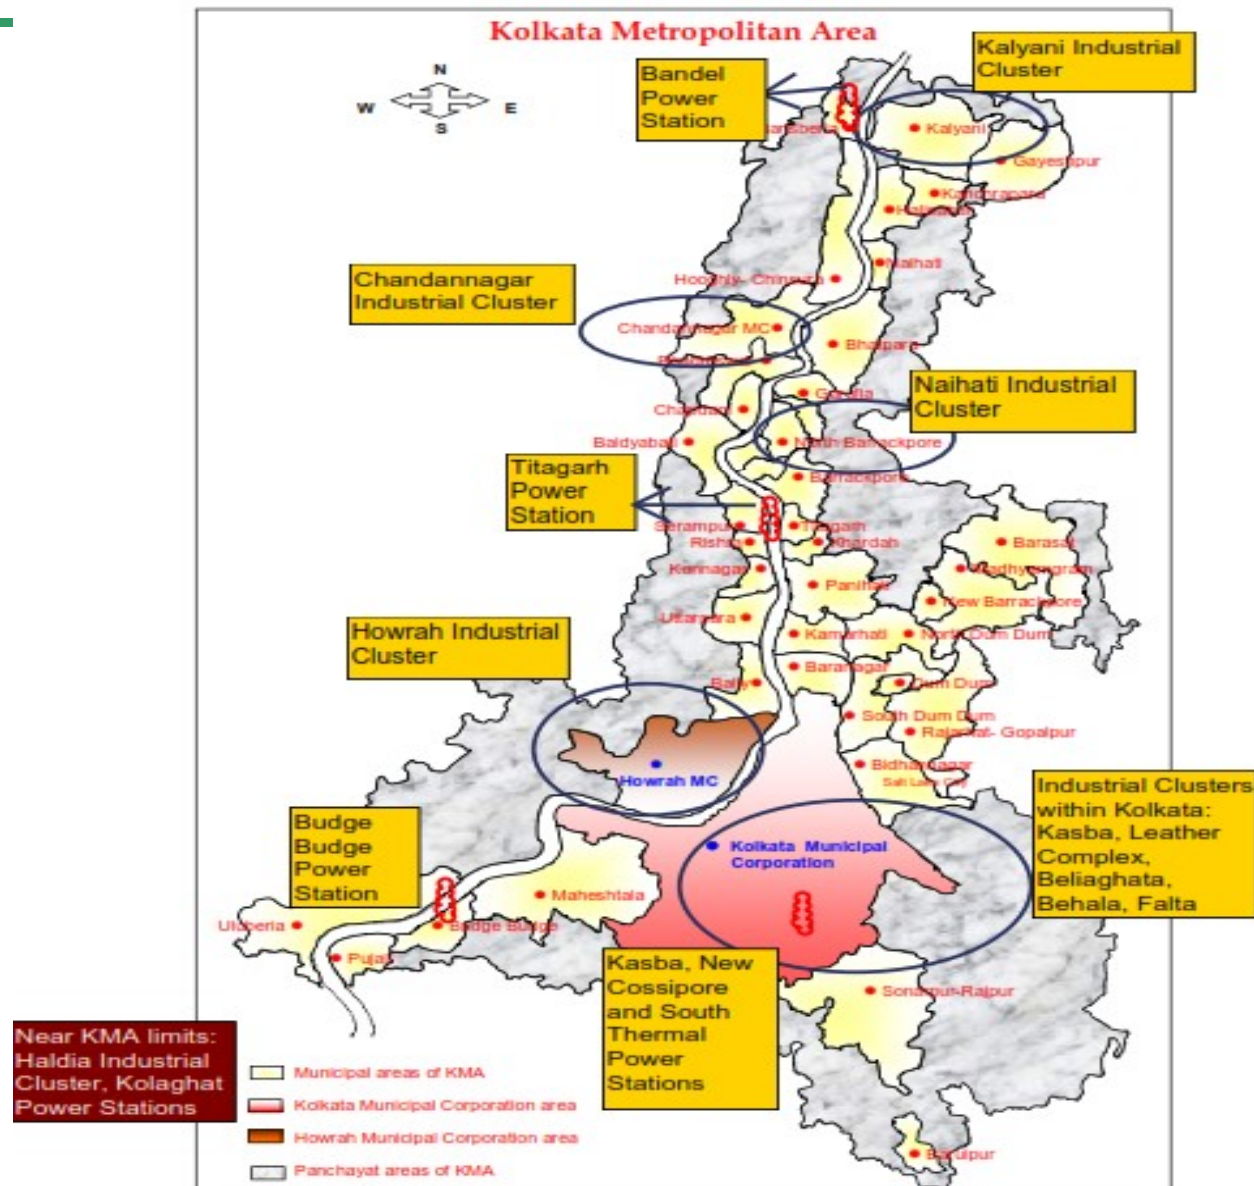 Kolkata Metropolitan Area
N
W
E
S
Bandel
Power
Station
Kalyani Industrial
Cluster
Kalyani
Gayeshpur
Kanchrapara
Halisahar
Naihati
Hooghly- Chinsura
Chandannagar
Industrial Cluster
Chandannagar MC
Bhatpara
Naihati Industrial
Cluster
Garulia
Champdani
Baidyabati
North Barrackpore
Barrackpore
Titagarh
Power
Station
Serampur
Titagarh
Rishra
Khardah
Barasat
Konnagar
Madhyamgram
Panihati
New Barrackpore
Uttarpara
Kamarhati
North Dum Dum
Howrah Industrial
Cluster
Baranagar
Bally
Dum Dum
South Dum Dum
Rajarhat- Gopalpur
Bidhannagar
Salt Lake City
Howrah MC
Industrial Clusters
within Kolkata:
Kasba, Leather
Complex,
Beliaghata,
Behala, Falta
Budge
Budge
Power
Station
Kolkata Municipal
Corporation
Maheshtala
Uluberia
Budge Budge
Pujali
Kasba, New
Cossipore
and South
Thermal
Power
Stations
Sonarpur-Rajpur
Near KMA limits:
Haldia Industrial
Cluster, Kolaghat
Power Stations
Municipal areas of KMA
Kolkata Municipal Corporation area
Howrah Municipal Corporation area
Panchayat areas of KMA
Baruipur